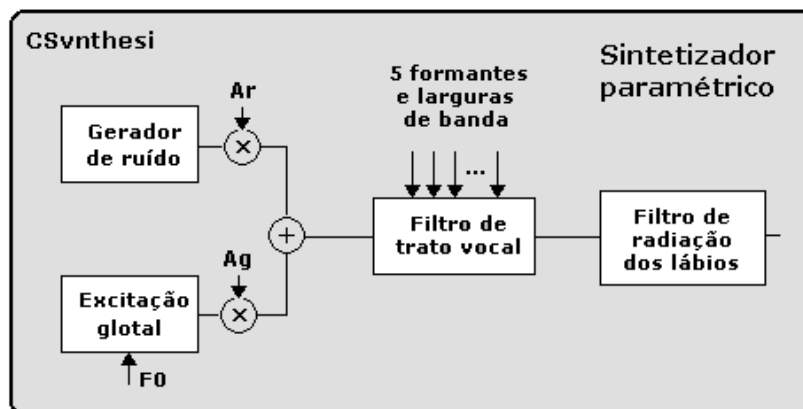 CSvnthesi
Sintetizador
paramétrico
5 formantes
e larguras
de banda
Ar
Gerador
de ruído
×
...
+
Filtro de
trato vocal
Filtro de
radiação
dos lábios
Ag
Excitação
glotal
×
F0